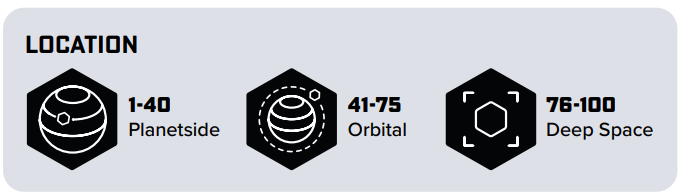 LOCATION
1-40
Planetside
41-75
Orbital
76-100
Deep Space